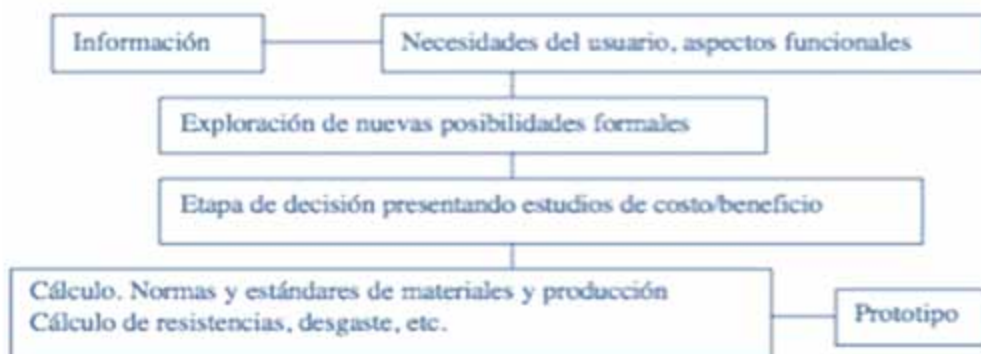 Información
Necesidades del usuario, aspectos funcionales
Exploración de nuevas posibilidades formales
Etapa de decisión presentando estudios de costo/beneficio
Cálculo. Normas y estándares de materiales y producción
Cálculo de resistencias, desgaste, etc.
Prototipo